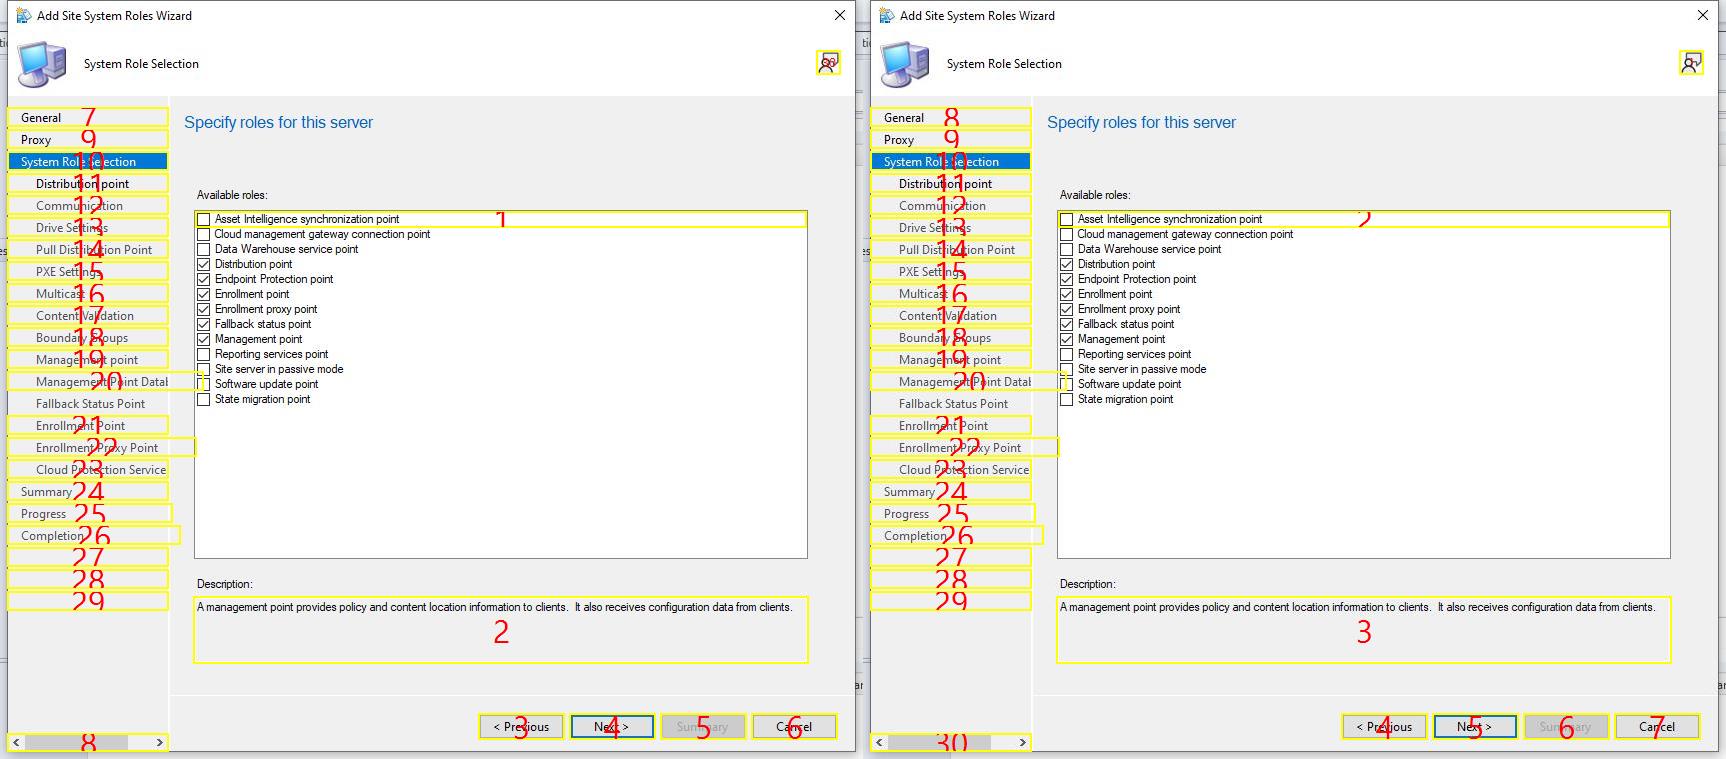 Add Site System Roles Wizard
System Role Selection
30
General 7
Proxy 9
System Role Selection 10
Distribution point 11
Communication 12
Drive Settings 13
Pull Distribution Point 14
PXE Settings 15
Multicast 16
Content Validation 17
Boundary Groups 18
Management point 19
Management Point Datab 20
Fallback Status Point
Enrollment Point 21
Enrollment Proxy Point 22
Cloud Protection Service 23
Summary 24
Progress 25
Completion 26
27
28
29
8
Specify roles for this server
Available roles:
Asset Intelligence synchronization point 1
Cloud management gateway connection point
Data Warehouse service point
Distribution point
Endpoint Protection point
Enrollment point
Enrollment proxy point
Fallback status point
Management point
Reporting services point
Site server in passive mode
Software update point
State migration point
Description:
A management point provides policy and content location information to clients. It also receives configuration data from clients.
2
< Previous 3
Next > 4
Summary 5
Cancel 6
Add Site System Roles Wizard
System Role Selection
1
General 8
Proxy 9
System Role Selection 10
Distribution point 11
Communication 12
Drive Settings 13
Pull Distribution Point 14
PXE Settings 15
Multicast 16
Content Validation 17
Boundary Groups 18
Management point 19
Management Point Datab 20
Fallback Status Point
Enrollment Point 21
Enrollment Proxy Point 22
Cloud Protection Service 23
Summary 24
Progress 25
Completion 26
27
28
29
30
Specify roles for this server
Available roles:
Asset Intelligence synchronization point 2
Cloud management gateway connection point
Data Warehouse service point
Distribution point
Endpoint Protection point
Enrollment point
Enrollment proxy point
Fallback status point
Management point
Reporting services point
Site server in passive mode
Software update point
State migration point
Description:
A management point provides policy and content location information to clients. It also receives configuration data from clients.
3
< Previous 4
Next > 5
Summary 6
Cancel 7